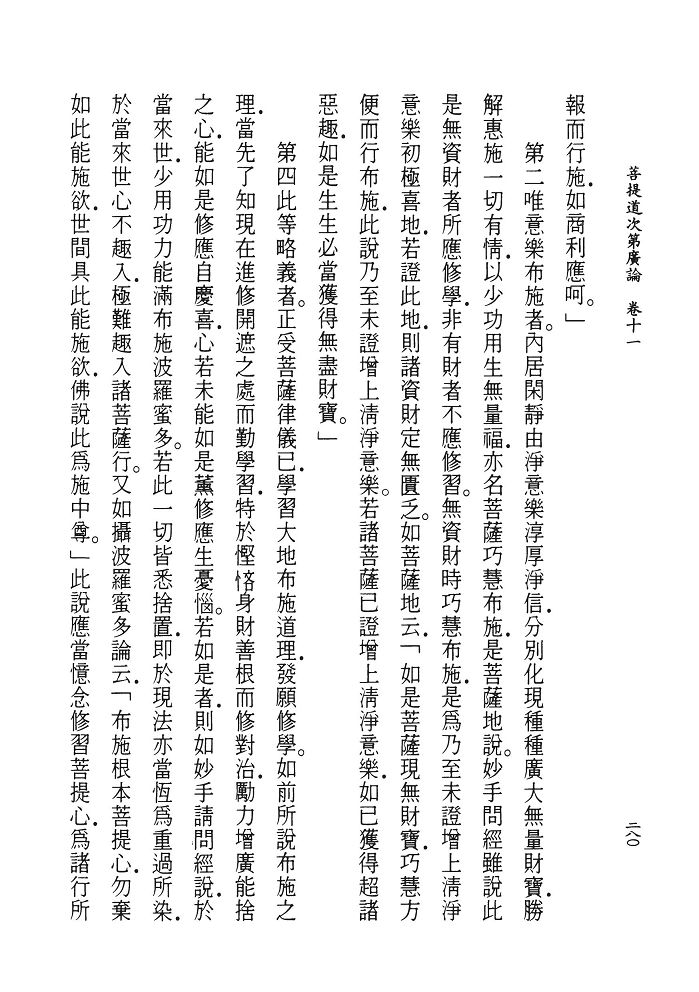 菩提道次第廣論　卷十一
二八〇
報而行施．如商利應呵。」
　　第二唯意樂布施者。內居閑靜由淨意樂淳厚淨信．分別化現種種廣大無量財寶．勝
解惠施一切有情．以少功用生無量福．亦名菩薩巧慧布施．是菩薩地說。妙手問經雖說此
是無資財者所應修學．非有財者不應修習。無資財時巧慧布施．是爲乃至未證增上淸淨
意樂初極喜地．若證此地．則諸資財定無匱乏。如菩薩地云．「如是菩薩現無財寶．巧慧方
便而行布施．此說乃至未證增上淸淨意樂。若諸菩薩已證增上淸淨意樂．如已獲得超諸
惡趣．如是生生必當獲得無盡財寶。」
　　第四此等略義者。正受菩薩律儀已．學習大地布施道理．發願修學。如前所說布施之
理．當先了知現在進修開遮之處而勤學習．特於慳悋身財善根而修對治．勵力增廣能捨
之心．能如是修應自慶喜．心若未能如是薰修應生憂惱。若如是者．則如妙手請問經說．於
當來世．少用功力能滿布施波羅蜜多。若此一切皆悉捨置．即於現法亦當恆爲重過所染．
於當來世心不趣入．極難趣入諸菩薩行。又如攝波羅蜜多論云．「布施根本菩提心．勿棄
如此能施欲．世間具此能施欲．佛說此爲施中尊。」此說應當憶念修習菩提心．爲諸行所